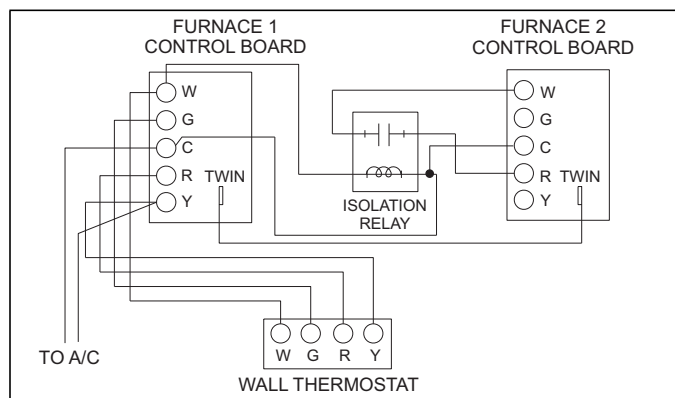 FURNACE 1
CONTROL BOARD
W
G
C
R
TWIN
Y
FURNACE 2
CONTROL BOARD
W
G
C
R
TWIN
Y
ISOLATION
RELAY
TO A/C
W G R Y
WALL THERMOSTAT